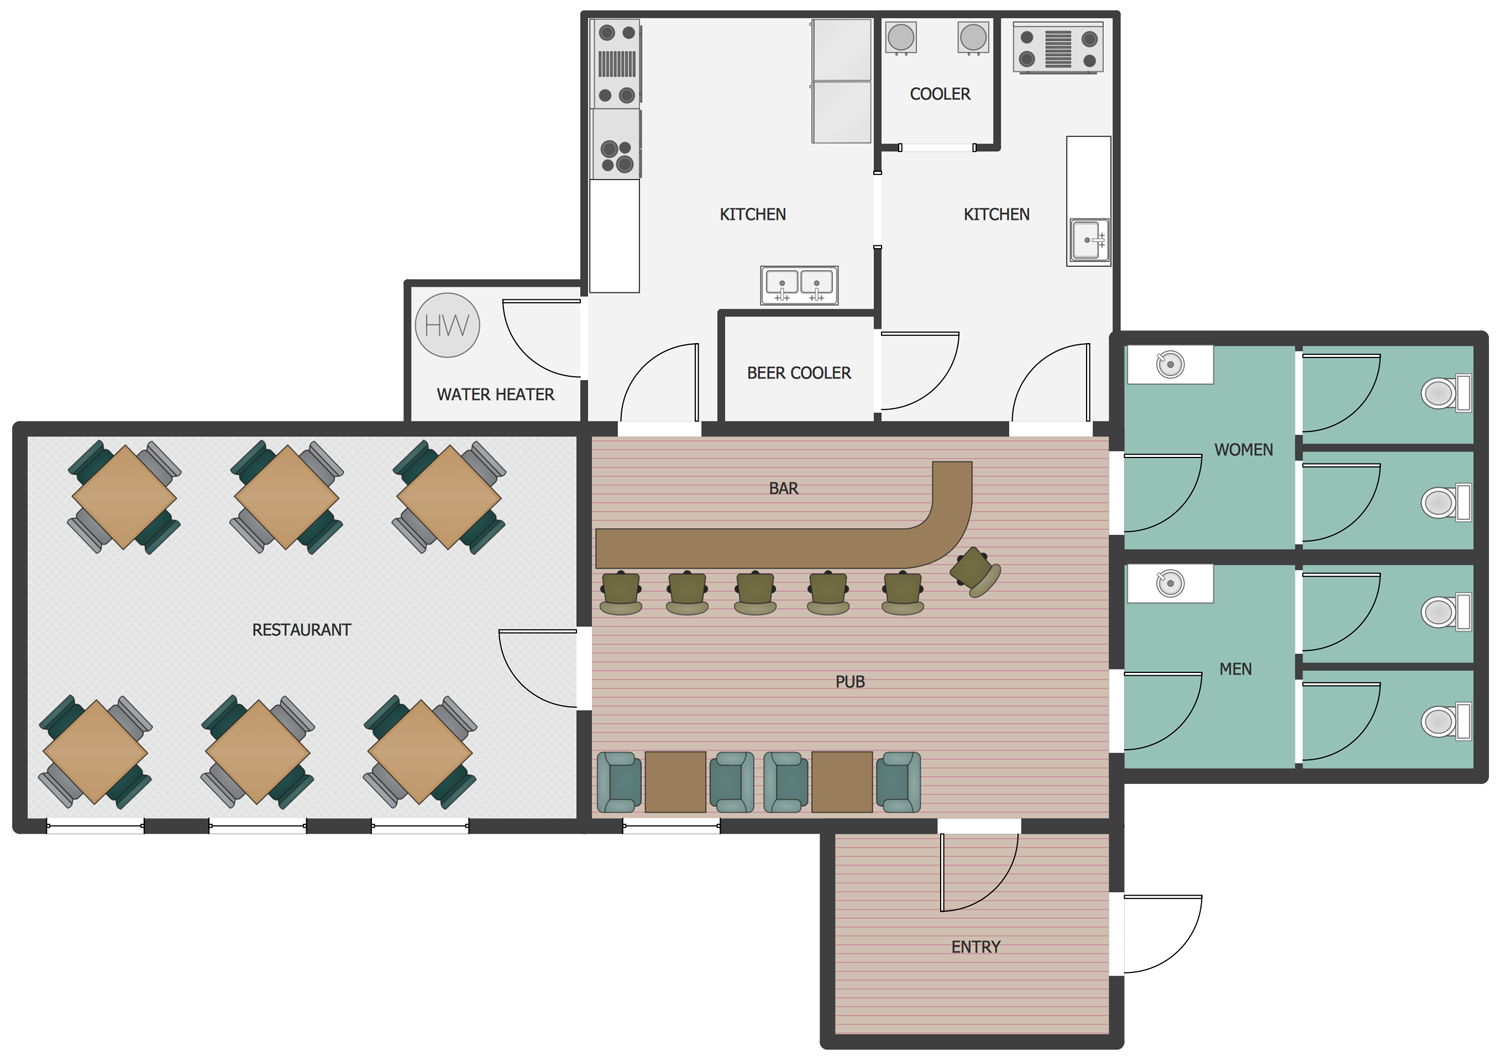 COOLER
KITCHEN
KITCHEN
HW
WATER HEATER
BEER COOLER
WOMEN
BAR
RESTAURANT
MEN
PUB
ENTRY